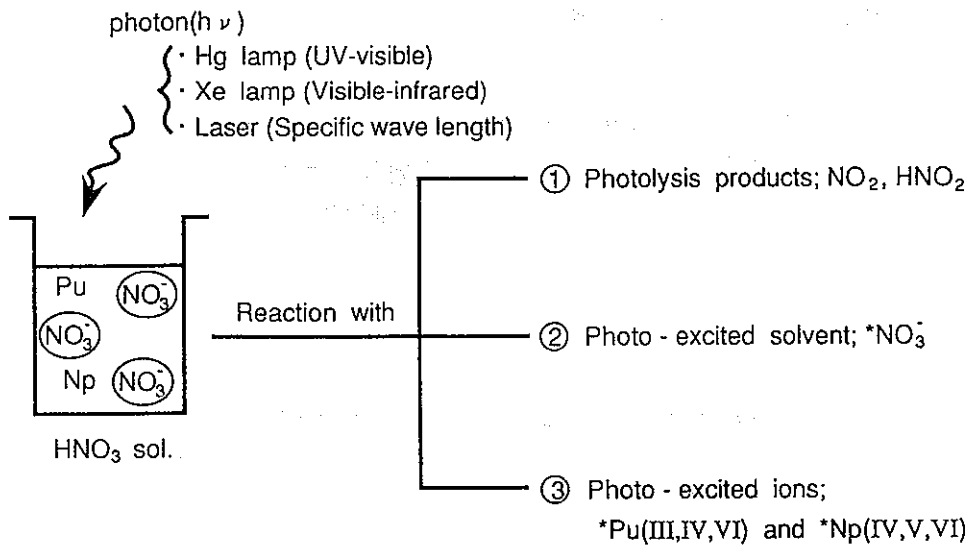 photon(hν)
· Hg lamp (UV-visible)
· Xe lamp (Visible-infrared)
· Laser (Specific wave length)
① Photolysis products; NO₂, HNO₂
Pu
NO₃⁻
NO₃⁻
Reaction with
② Photo - excited solvent; *NO₃⁻
Np
NO₃⁻
HNO₃ sol.
③ Photo - excited ions;
*Pu(III,IV,VI) and *Np(IV,V,VI)